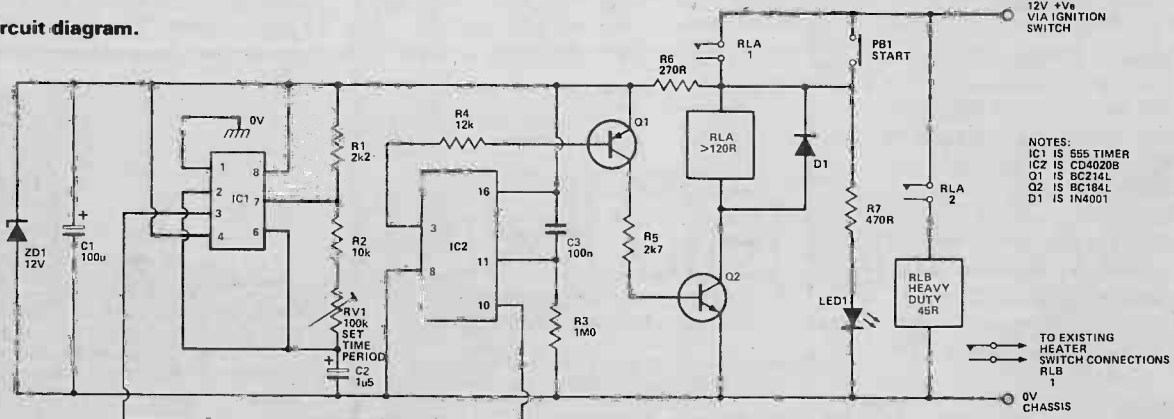 rcuit diagram.
12V +Ve
VIA IGNITION
SWITCH
RLA
1
PB1
START
R6
270R
R4
12k
Q1
0V
R1
2k2
RLA
>120R
D1
NOTES:
IC1 IS 555 TIMER
IC2 IS CD4020B
Q1 IS BC214L
Q2 IS BC184L
D1 IS IN4001
1
2
3
4
8
7
6
IC1
16
3
IC2
8
11
10
RLA
2
ZD1
12V
+
C1
100u
R2
10k
C3
100n
R5
2k7
R7
470R
Q2
RV1
100k
SET
TIME
PERIOD
R3
1M0
LED1
RLB
HEAVY
DUTY
45R
+
C2
1u5
TO EXISTING
HEATER
SWITCH CONNECTIONS
RLB
1
0V
CHASSIS